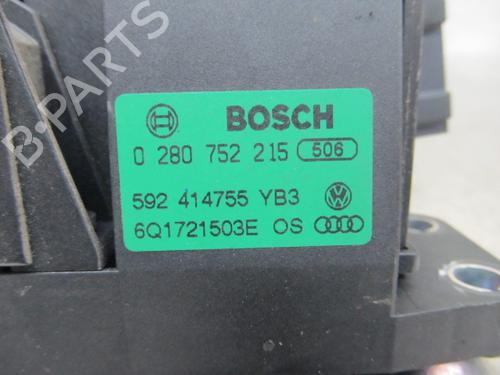 B-PARTS
BOSCH
0 280 752 215 506
592 414755 YB3
6Q1721503E OS